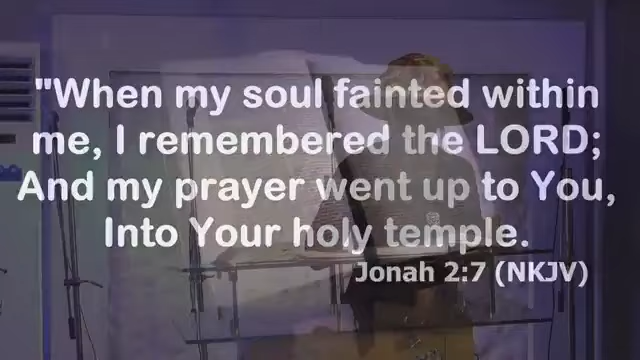 "When my soul fainted within
me, I remembered the LORD;
And my prayer went up to You,
Into Your holy temple.
Jonah 2:7 (NKJV)